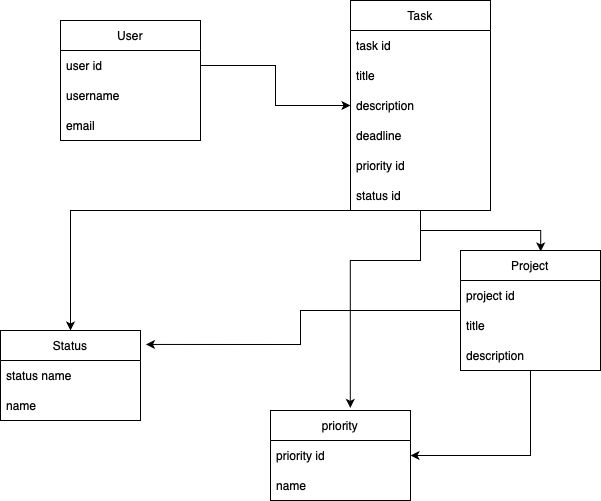 User
user id
username
email
Task
task id
title
description
deadline
priority id
status id
Project
project id
title
description
Status
status name
name
priority
priority id
name